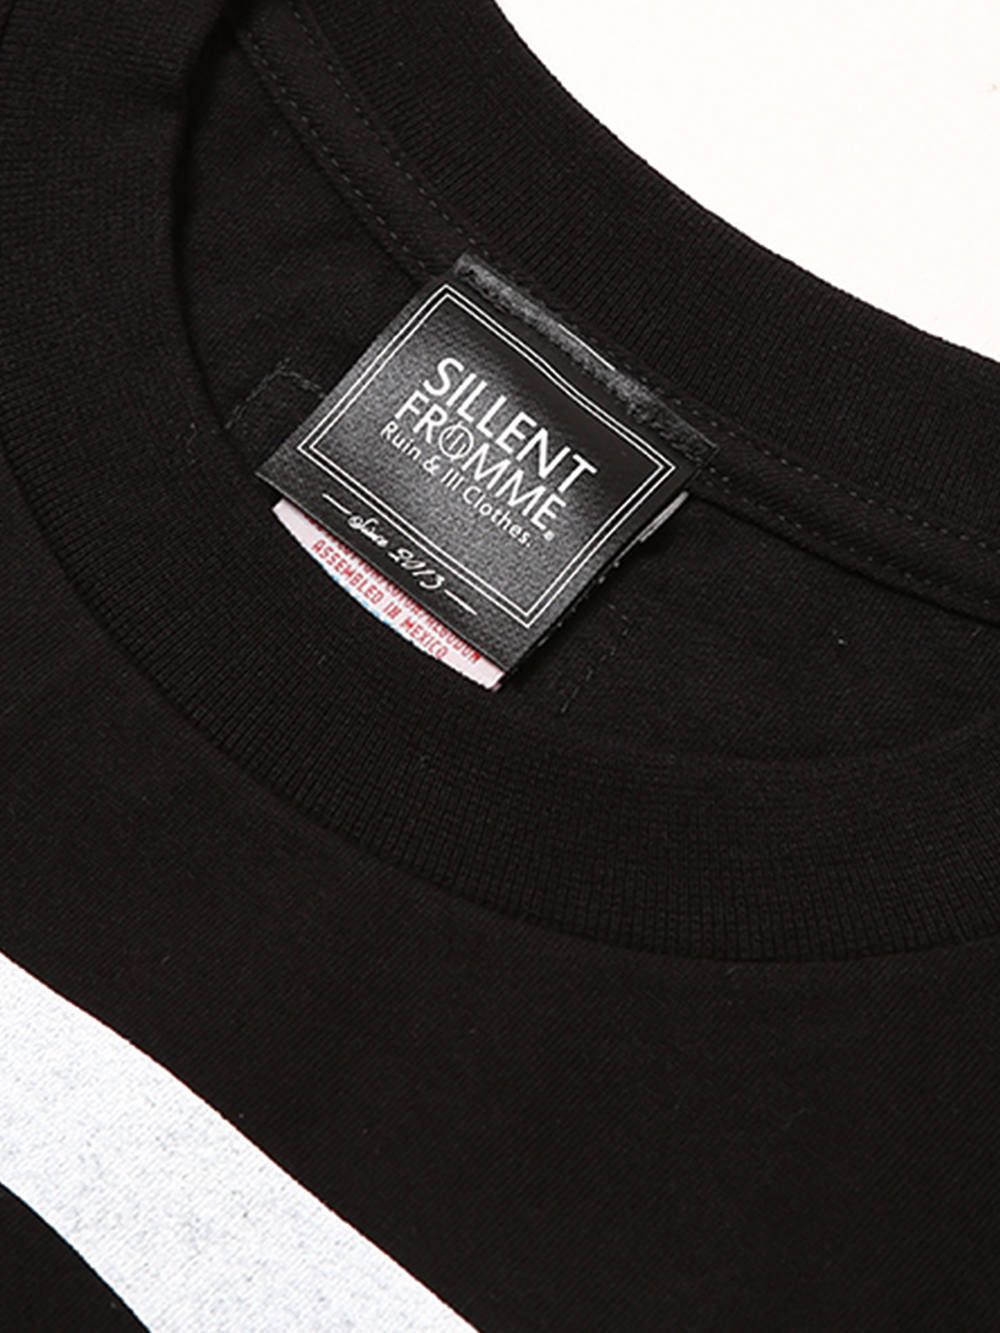 SILLENT
FROMME
Ruin & Ill Clothes.®
Since 2013
ASSEMBLED IN MEXICO